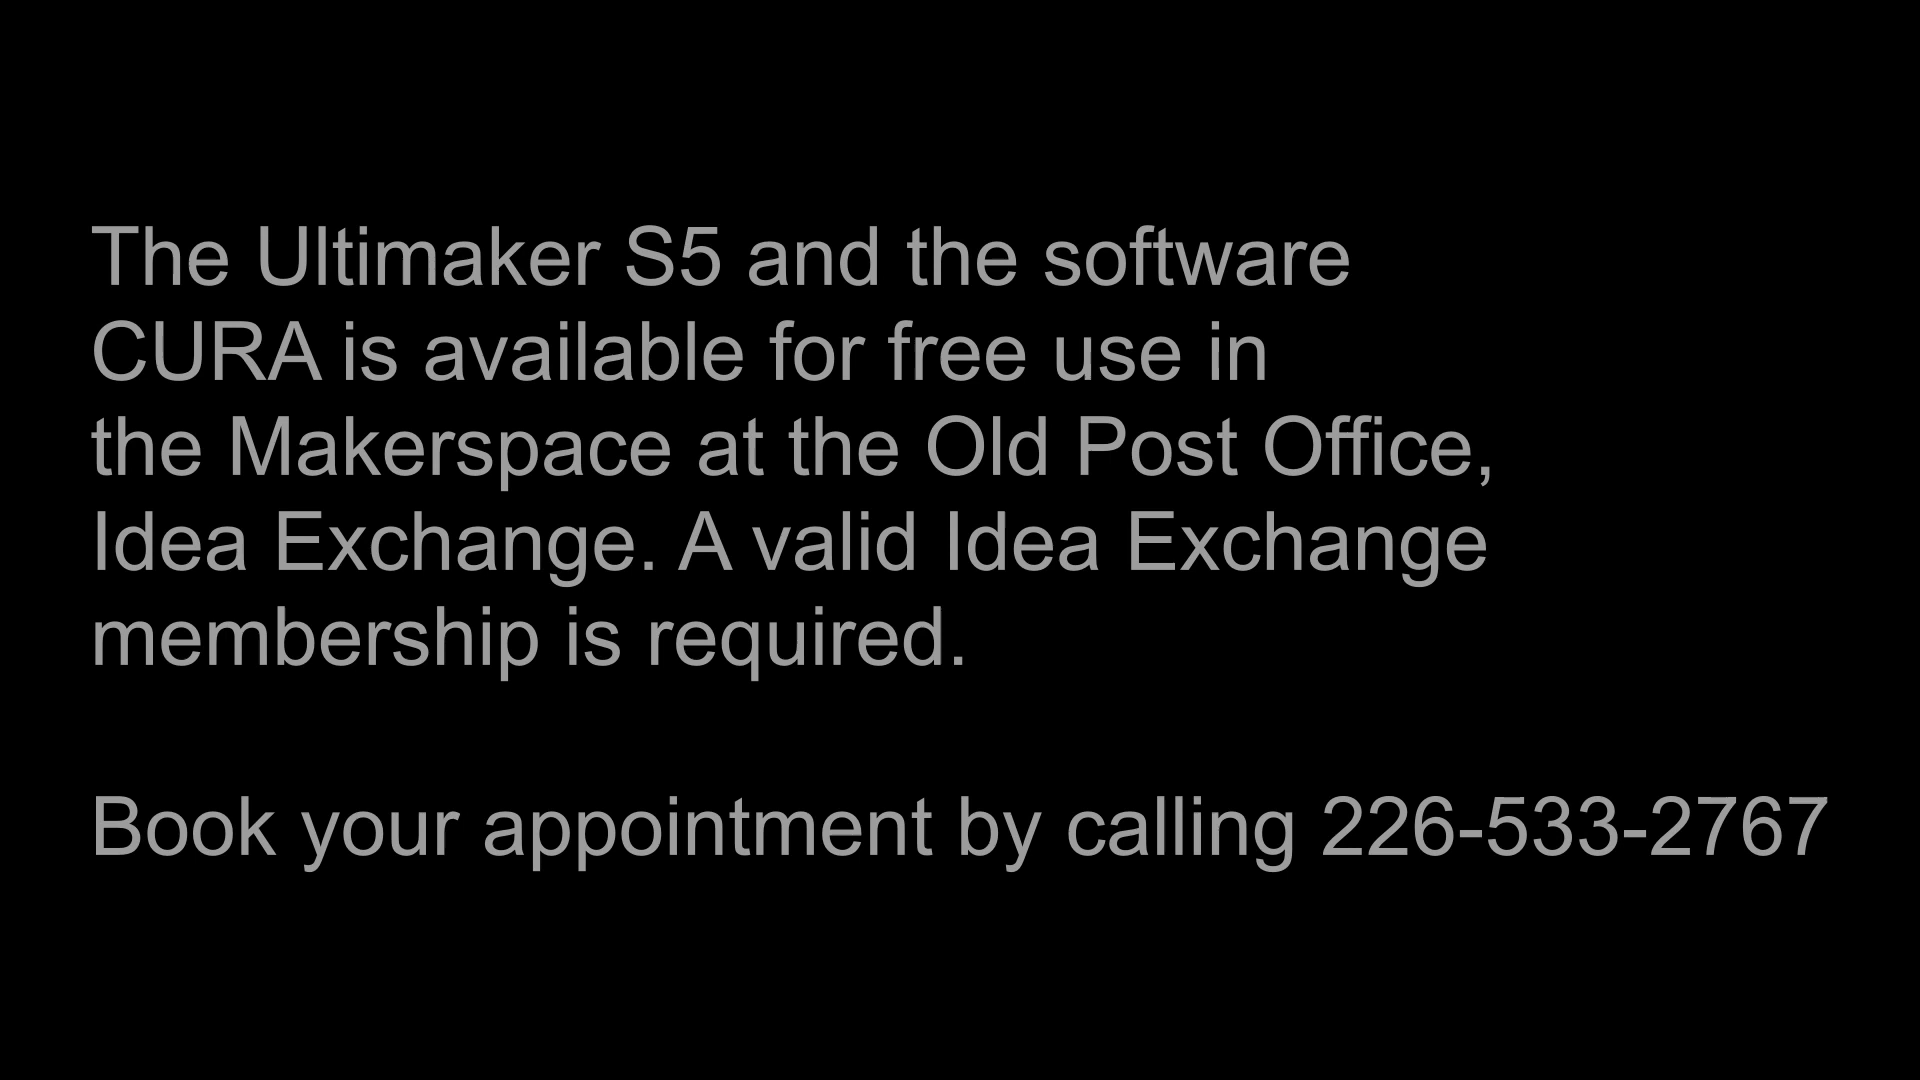 The Ultimaker S5 and the software
CURA is available for free use in
the Makerspace at the Old Post Office,
Idea Exchange. A valid Idea Exchange
membership is required.
Book your appointment by calling 226-533-2767